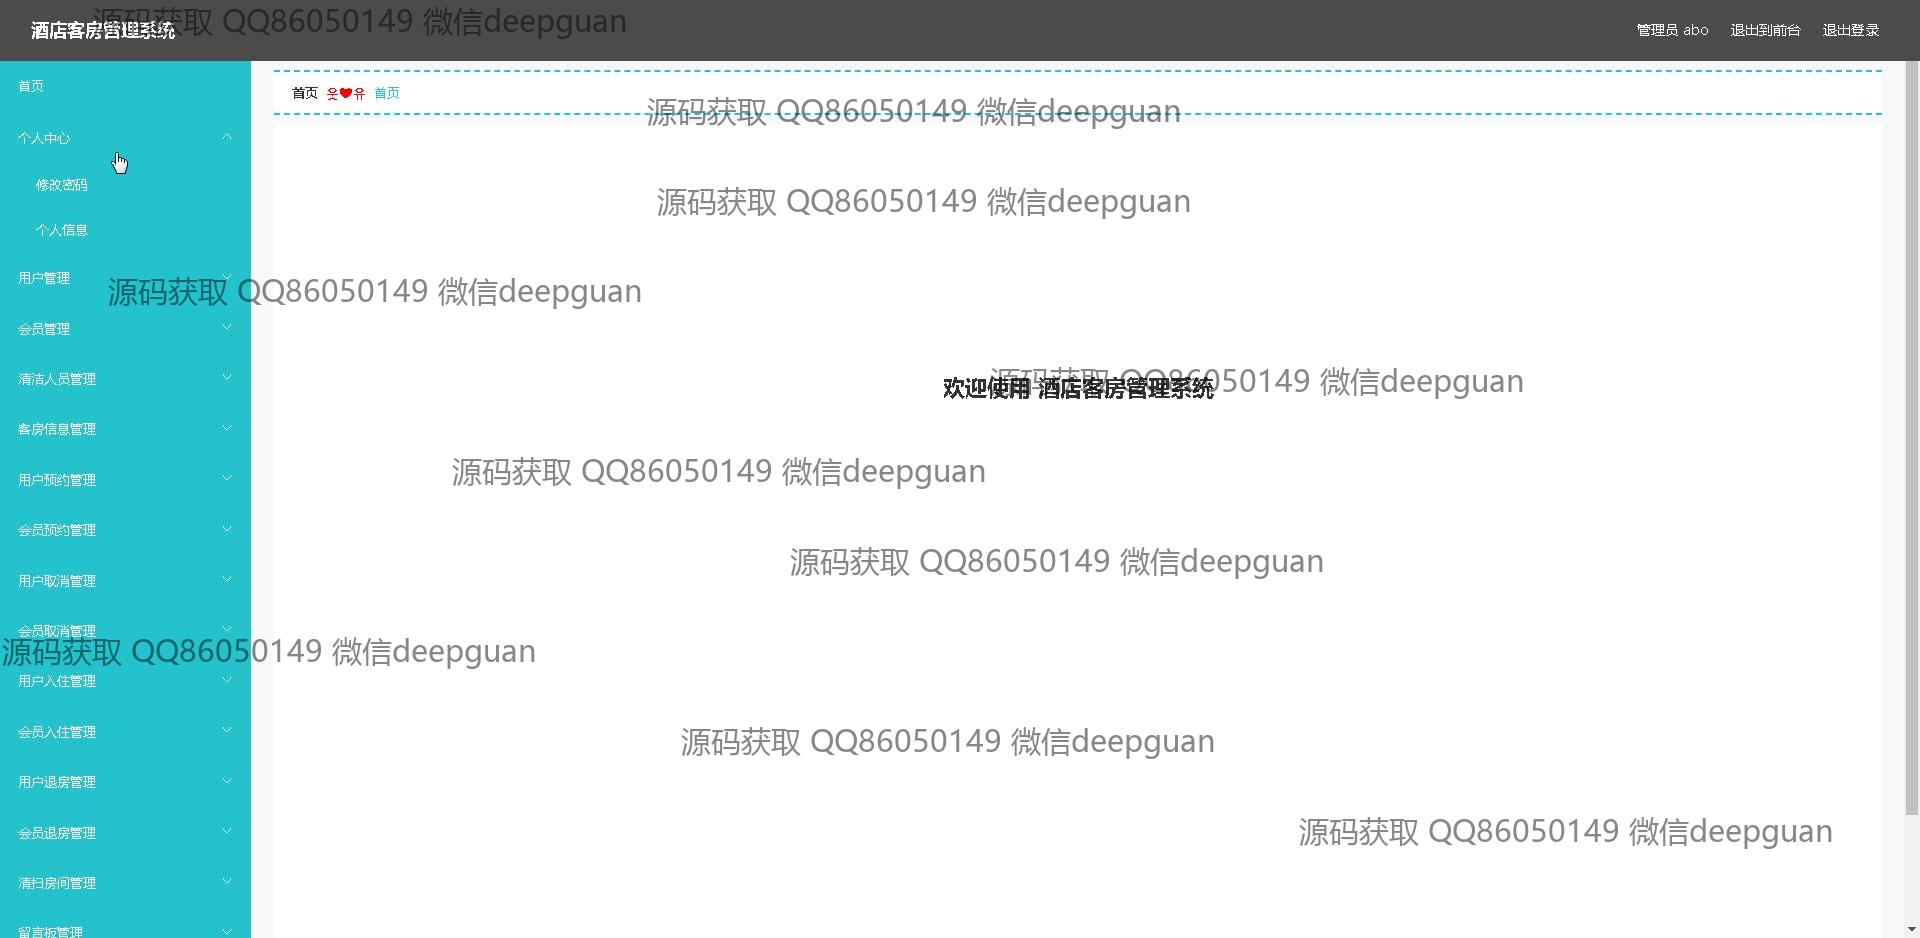 酒店客房管理系统
源码获取 QQ86050149 微信deepguan
管理员 abo 退出到前台 退出登录
首页
个人中心
修改密码
个人信息
用户管理
会员管理
清洁人员管理
客房信息管理
用户预约管理
会员预约管理
用户取消管理
会员取消管理
用户入住管理
会员入住管理
用户退房管理
会员退房管理
清扫房间管理
留言板管理
首页 웃❤유 首页
源码获取 QQ86050149 微信deepguan
源码获取 QQ86050149 微信deepguan
源码获取 QQ86050149 微信deepguan
源码获取 QQ86050149 微信deepguan
欢迎使用 酒店客房管理系统
源码获取 QQ86050149 微信deepguan
源码获取 QQ86050149 微信deepguan
源码获取 QQ86050149 微信deepguan
源码获取 QQ86050149 微信deepguan
源码获取 QQ86050149 微信deepguan